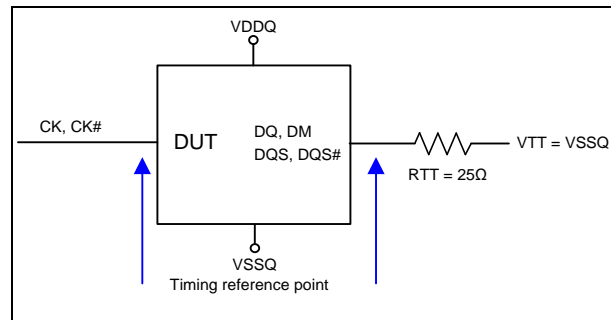 VDDQ
CK, CK#
DUT
DQ, DM
DQS, DQS#
VTT = VSSQ
RTT = 25Ω
VSSQ
Timing reference point